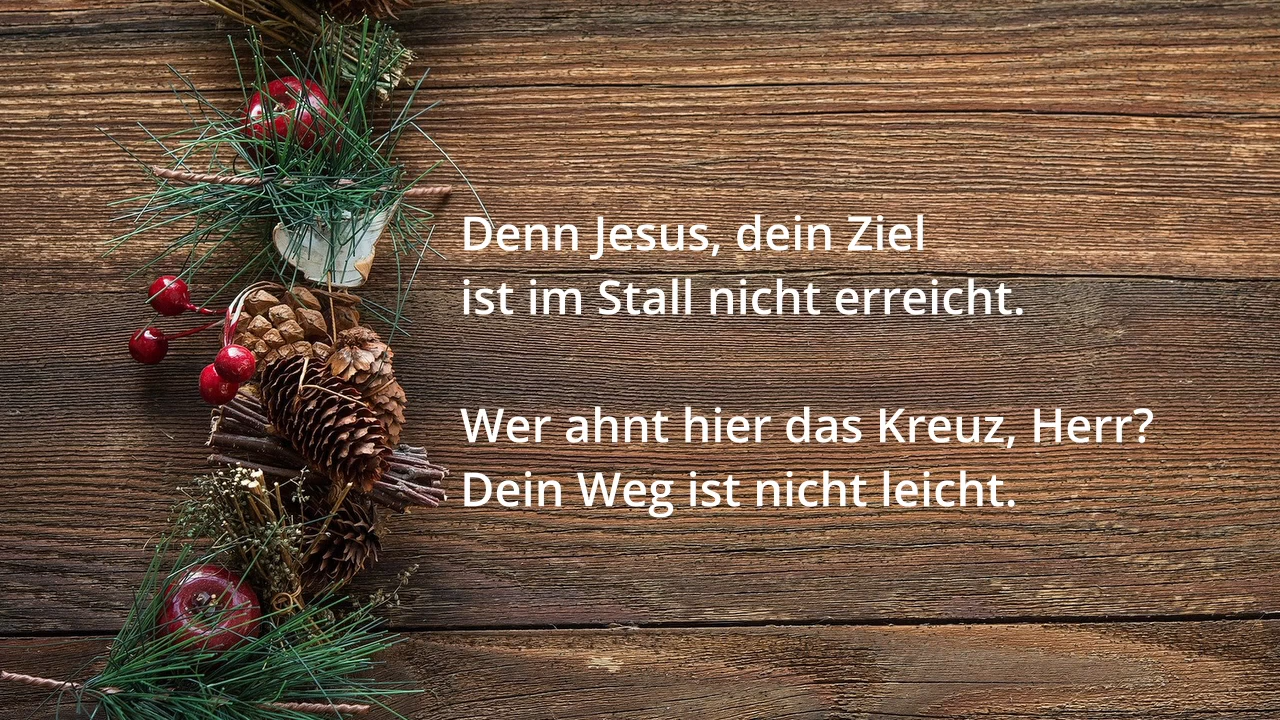 Denn Jesus, dein Ziel
ist im Stall nicht erreicht.
Wer ahnt hier das Kreuz, Herr?
Dein Weg ist nicht leicht.